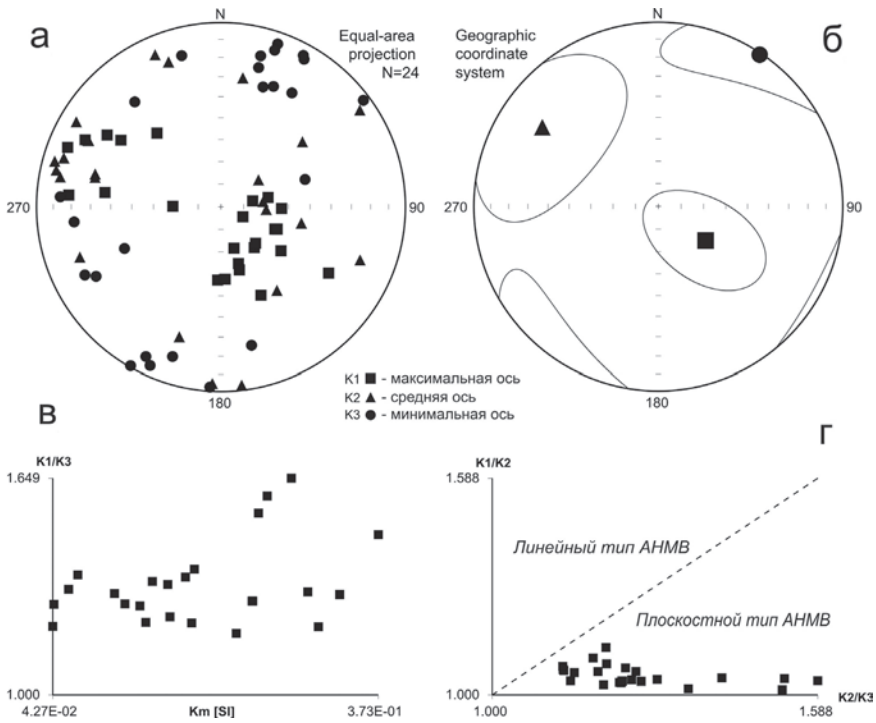 а
N
Equal-area
projection
N=24
270
90
180
Geographic
coordinate
system
б
N
270
90
180
K1 - максимальная ось
K2 - средняя ось
K3 - минимальная ось
в
K1/K3
1.649
1.000
4.27E-02
Km [SI]
3.73E-01
г
K1/K2
1.588
Линейный тип АНМВ
Плоскостной тип АНМВ
1.000
1.000
1.588
K2/K3